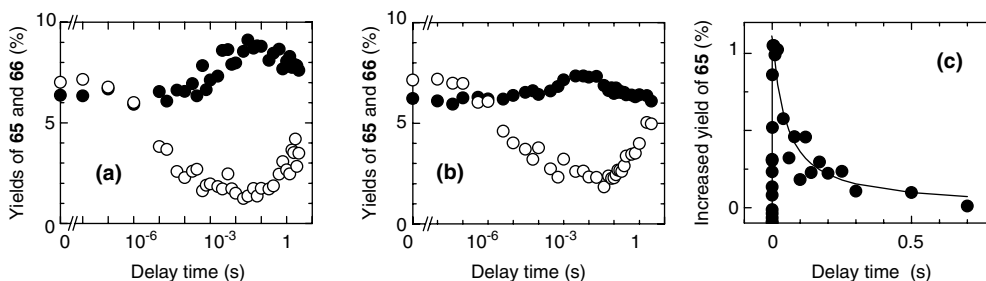 Yields of 65 and 66 (%)
10
5
0
(a)
0
10⁻⁶
10⁻³
1
Delay time (s)
Yields of 65 and 66 (%)
10
5
0
(b)
0
10⁻⁶
10⁻³
1
Delay time (s)
Increased yield of 65 (%)
1
0
(c)
0
0.5
Delay time (s)